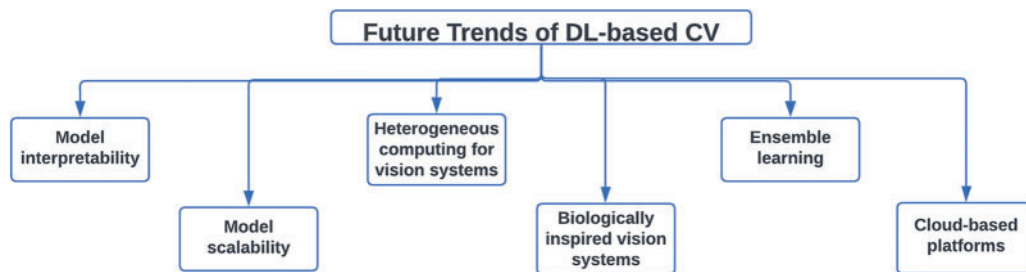 Future Trends of DL-based CV
Model
interpretability
Model
scalability
Heterogeneous
computing for
vision systems
Biologically
inspired vision
systems
Ensemble
learning
Cloud-based
platforms